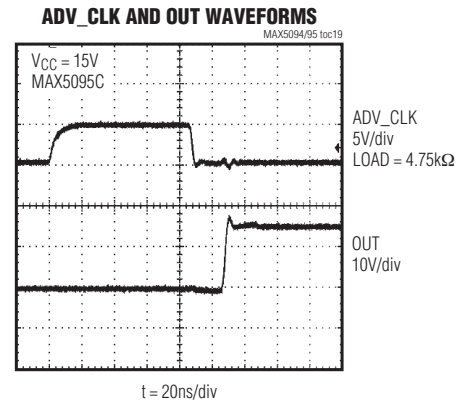 ADV_CLK AND OUT WAVEFORMS
MAX5094/95 toc19
VCC = 15V
MAX5095C
ADV_CLK
5V/div
LOAD = 4.75kΩ
OUT
10V/div
t = 20ns/div